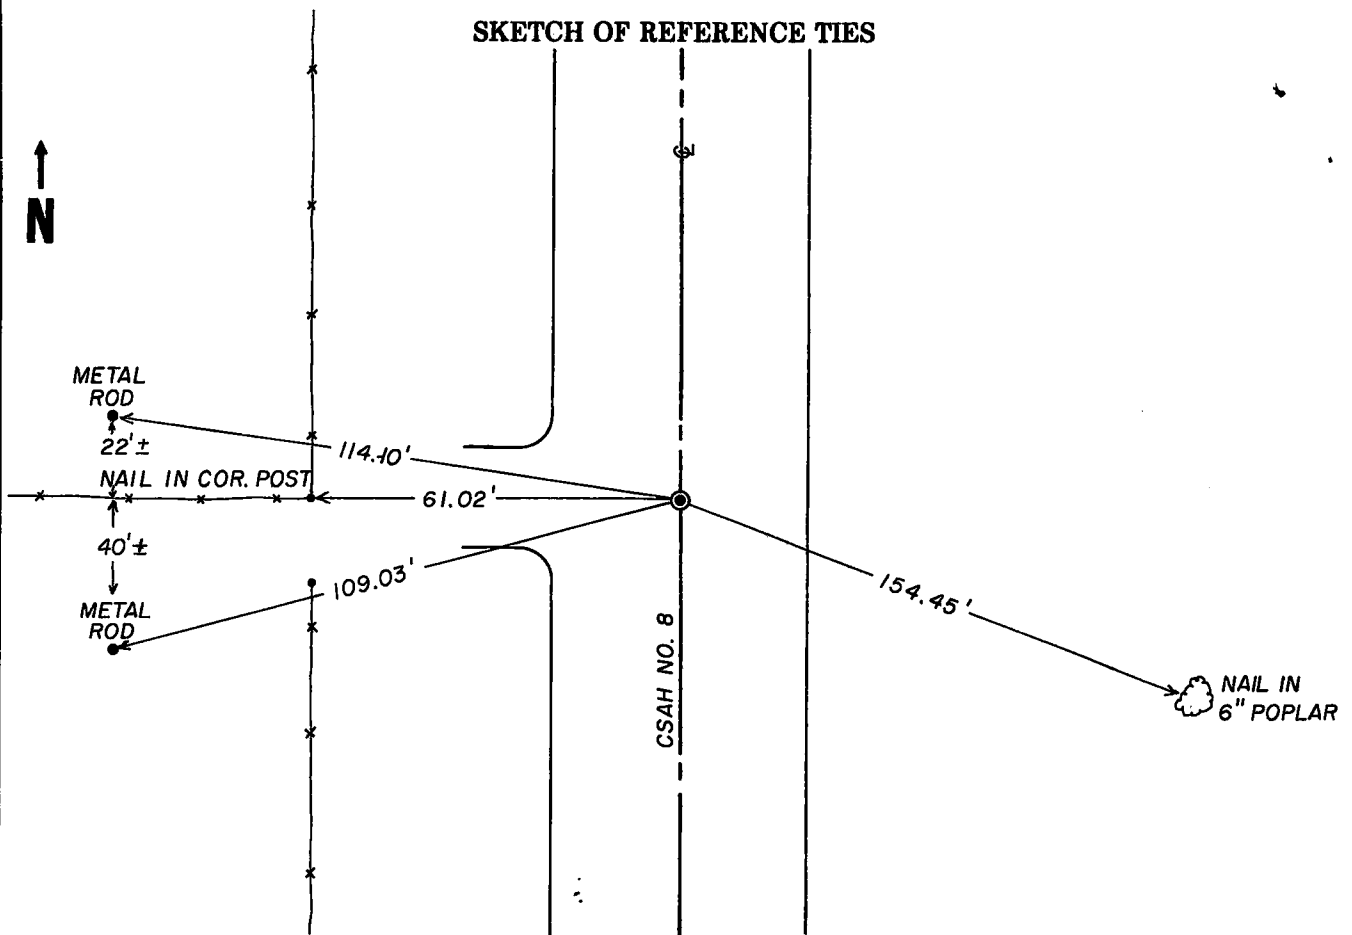 SKETCH OF REFERENCE TIES
℄
N
METAL
ROD
22'±
114.10'
NAIL IN COR. POST
61.02'
40'±
109.03'
154.45'
METAL
ROD
CSAH NO. 8
NAIL IN
6" POPLAR